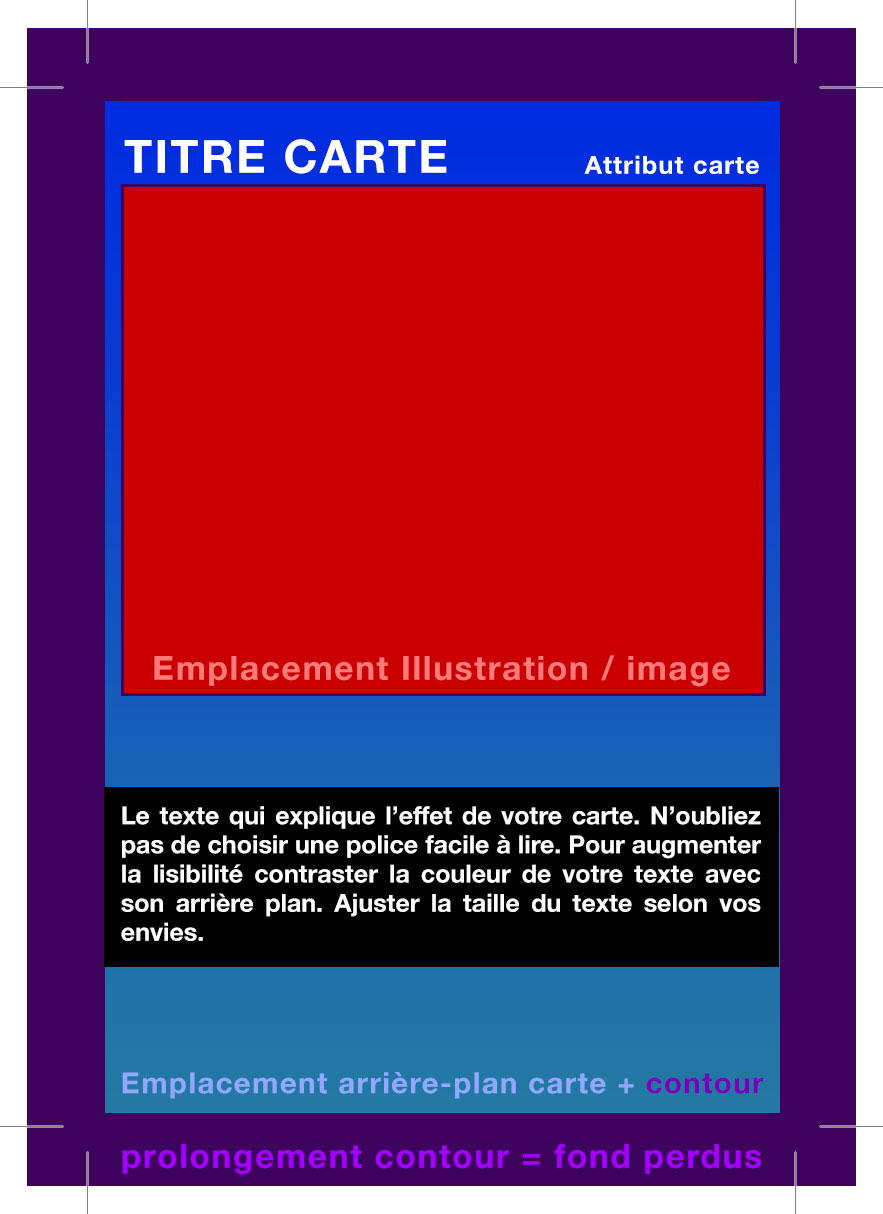 TITRE CARTE
Attribut carte
Emplacement Illustration / image
Le texte qui explique l’effet de votre carte. N’oubliez
pas de choisir une police facile à lire. Pour augmenter
la lisibilité contraster la couleur de votre texte avec
son arrière plan. Ajuster la taille du texte selon vos
envies.
Emplacement arrière-plan carte + contour
prolongement contour = fond perdus